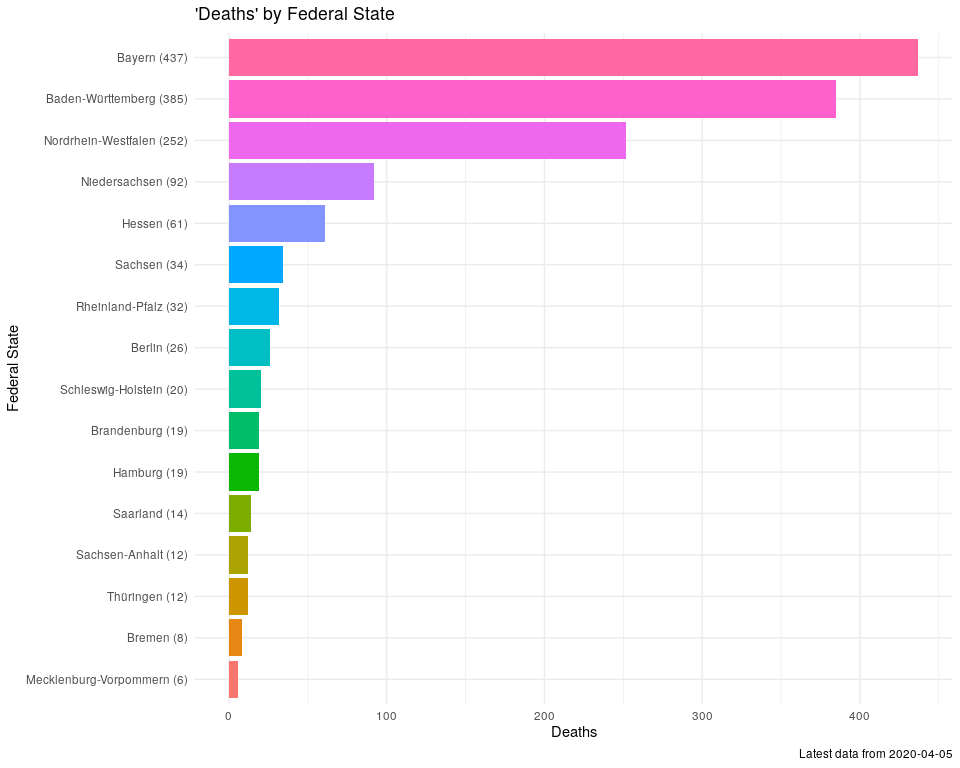 'Deaths' by Federal State
Federal State
Bayern (437)
Baden-Württemberg (385)
Nordrhein-Westfalen (252)
Niedersachsen (92)
Hessen (61)
Sachsen (34)
Rheinland-Pfalz (32)
Berlin (26)
Schleswig-Holstein (20)
Brandenburg (19)
Hamburg (19)
Saarland (14)
Sachsen-Anhalt (12)
Thüringen (12)
Bremen (8)
Mecklenburg-Vorpommern (6)
0 100 200 300 400
Deaths
Latest data from 2020-04-05